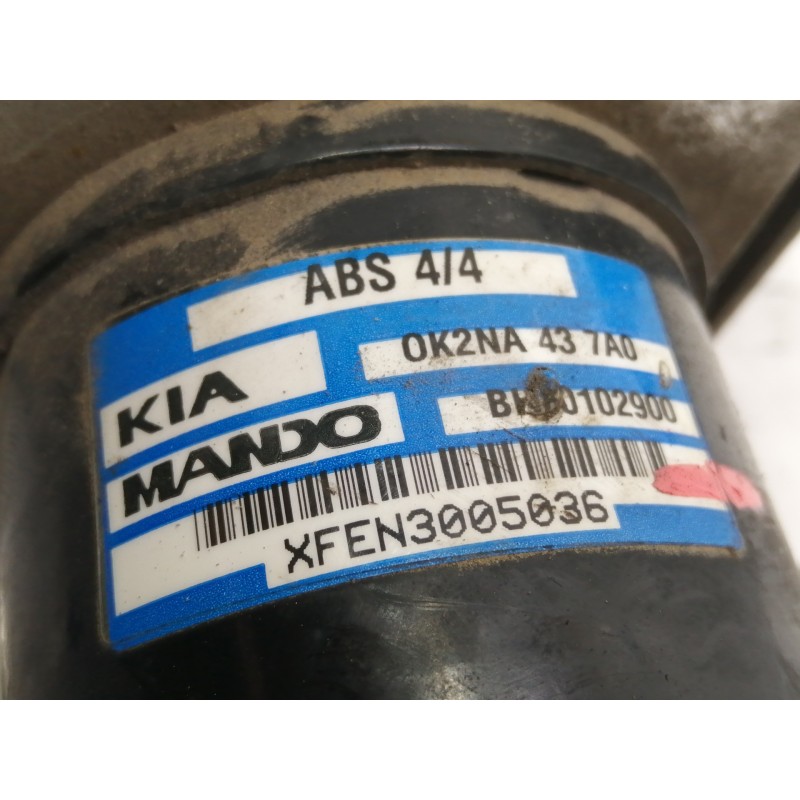 ABS 4/4
KIA
0K2NA 43 7A0
MANDO
XFEN3005036